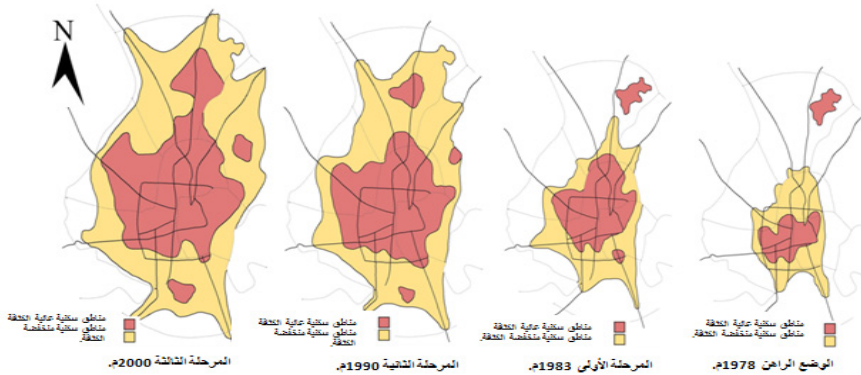 N
مناطق سكنية عالية الكثافة
مناطق سكنية منخفضة الكثافة.
الوضع الراهن 1978م.
مناطق سكنية عالية الكثافة
مناطق سكنية منخفضة الكثافة.
المرحلة الأولى 1983م.
مناطق سكنية عالية الكثافة
مناطق سكنية منخفضة
الكثافة.
المرحلة الثانية 1990م.
مناطق سكنية عالية الكثافة
مناطق سكنية منخفضة
الكثافة.
المرحلة الثالثة 2000م.